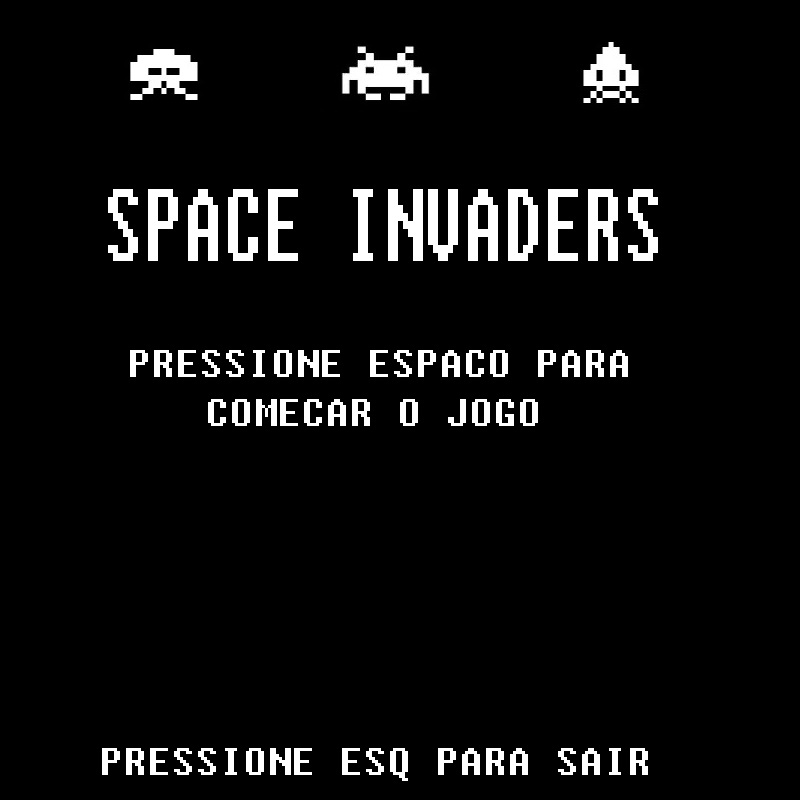 SPACE INVADERS
PRESSIONE ESPACO PARA
COMECAR O JOGO
PRESSIONE ESQ PARA SAIR